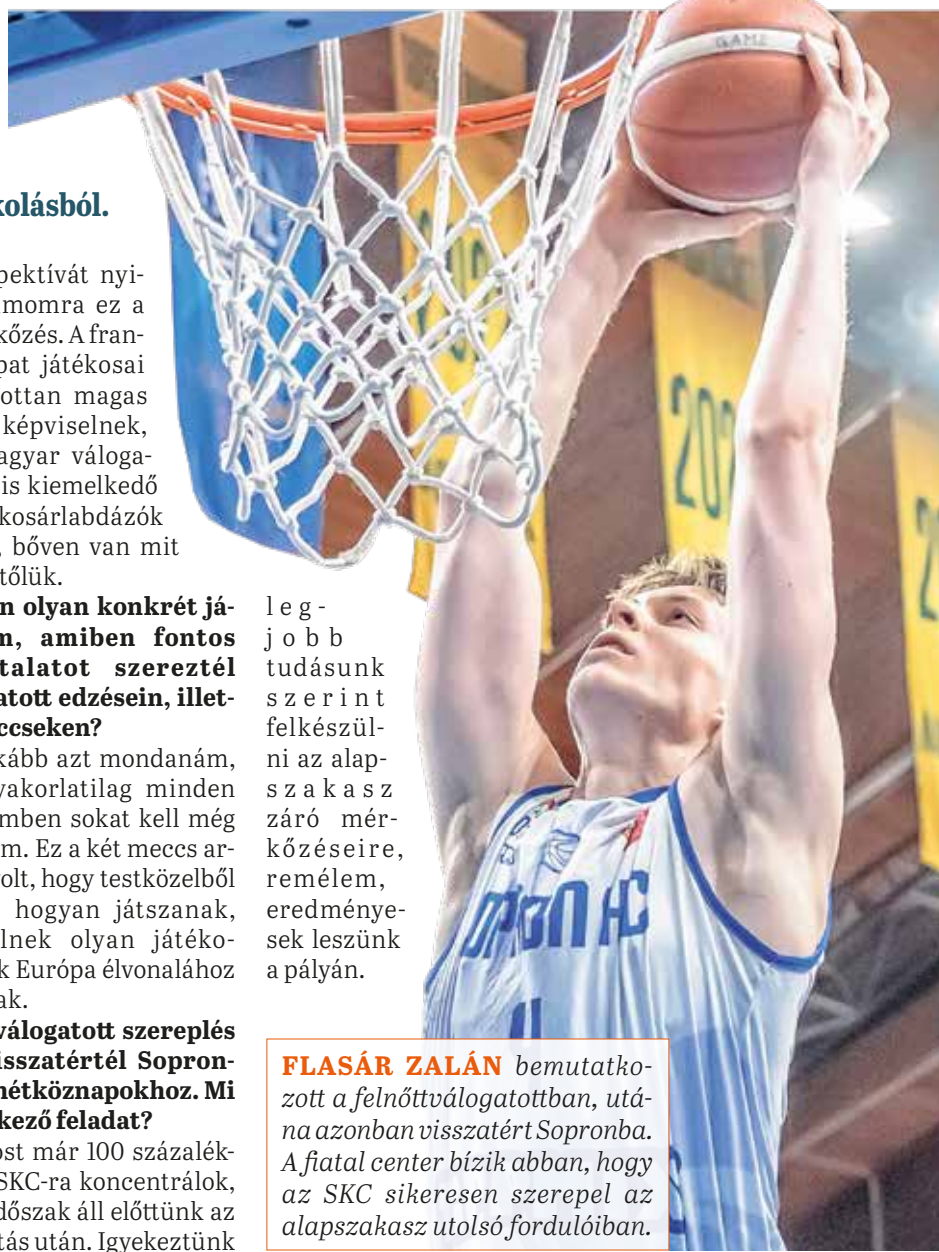 kolásból.
pektívát nyi-
momra ez a
kőzés. A fran-
pat játékosai
ottan magas
képviselnek,
agyar váloga-
is kiemelkedő
kosárlabdázók
, bőven van mit
tőlük.
n olyan konkrét já-
m, amiben fontos
talatot szereztél
atott edzésein, illet-
ccseken?
kább azt mondanám,
yakorlatilag minden
mben sokat kell még
m. Ez a két meccs ar-
volt, hogy testközelből
hogyan játszanak,
lnek olyan játéko-
k Európa élvonalához
ak.
válogatott szereplés
isszatértél Sopron-
hétköznapokhoz. Mi
kező feladat?
ost már 100 százalék-
SKC-ra koncentrálok,
dőszak áll előttünk az
tás után. Igyekeztünk
leg-
jobb
tudásunk
szerint
felkészül-
ni az alap-
szakasz
záró mér-
kőzéseire,
remélem,
eredménye-
sek leszünk
a pályán.
GAME
202
FLASÁR ZALÁN bemutatko-
zott a felnőttválogatottban, utá-
na azonban visszatért Sopronba.
A fiatal center bízik abban, hogy
az SKC sikeresen szerepel az
alapszakasz utolsó fordulóiban.